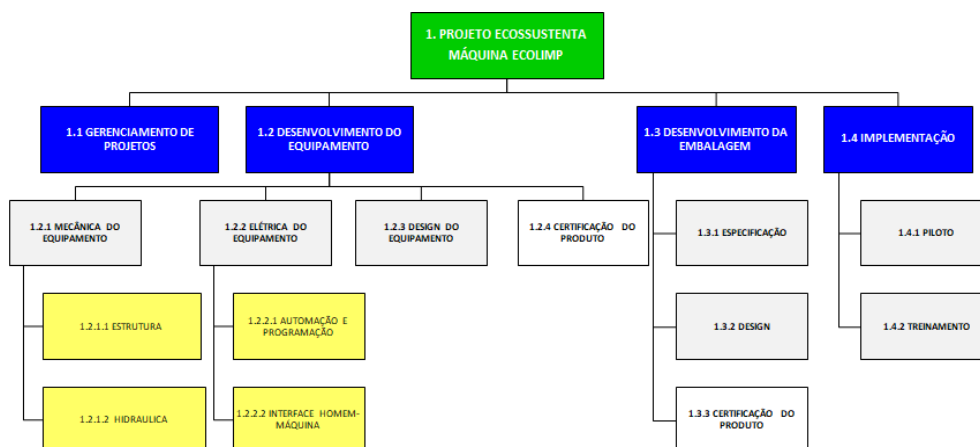 1. PROJETO ECOSSUSTENTA
MÁQUINA ECOLIMP
1.1 GERENCIAMENTO DE
PROJETOS
1.2 DESENVOLVIMENTO DO
EQUIPAMENTO
1.3 DESENVOLVIMENTO DA
EMBALAGEM
1.4 IMPLEMENTAÇÃO
1.2.1 MECÂNICA DO
EQUIPAMENTO
1.2.2 ELÉTRICA DO
EQUIPAMENTO
1.2.3 DESIGN DO
EQUIPAMENTO
1.2.4 CERTIFICAÇÃO DO
PRODUTO
1.3.1 ESPECIFICAÇÃO
1.4.1 PILOTO
1.2.1.1 ESTRUTURA
1.2.2.1 AUTOMAÇÃO E
PROGRAMAÇÃO
1.3.2 DESIGN
1.4.2 TREINAMENTO
1.2.1.2 HIDRAULICA
1.2.2.2 INTERFACE HOMEM-
MÁQUINA
1.3.3 CERTIFICAÇÃO DO
PRODUTO